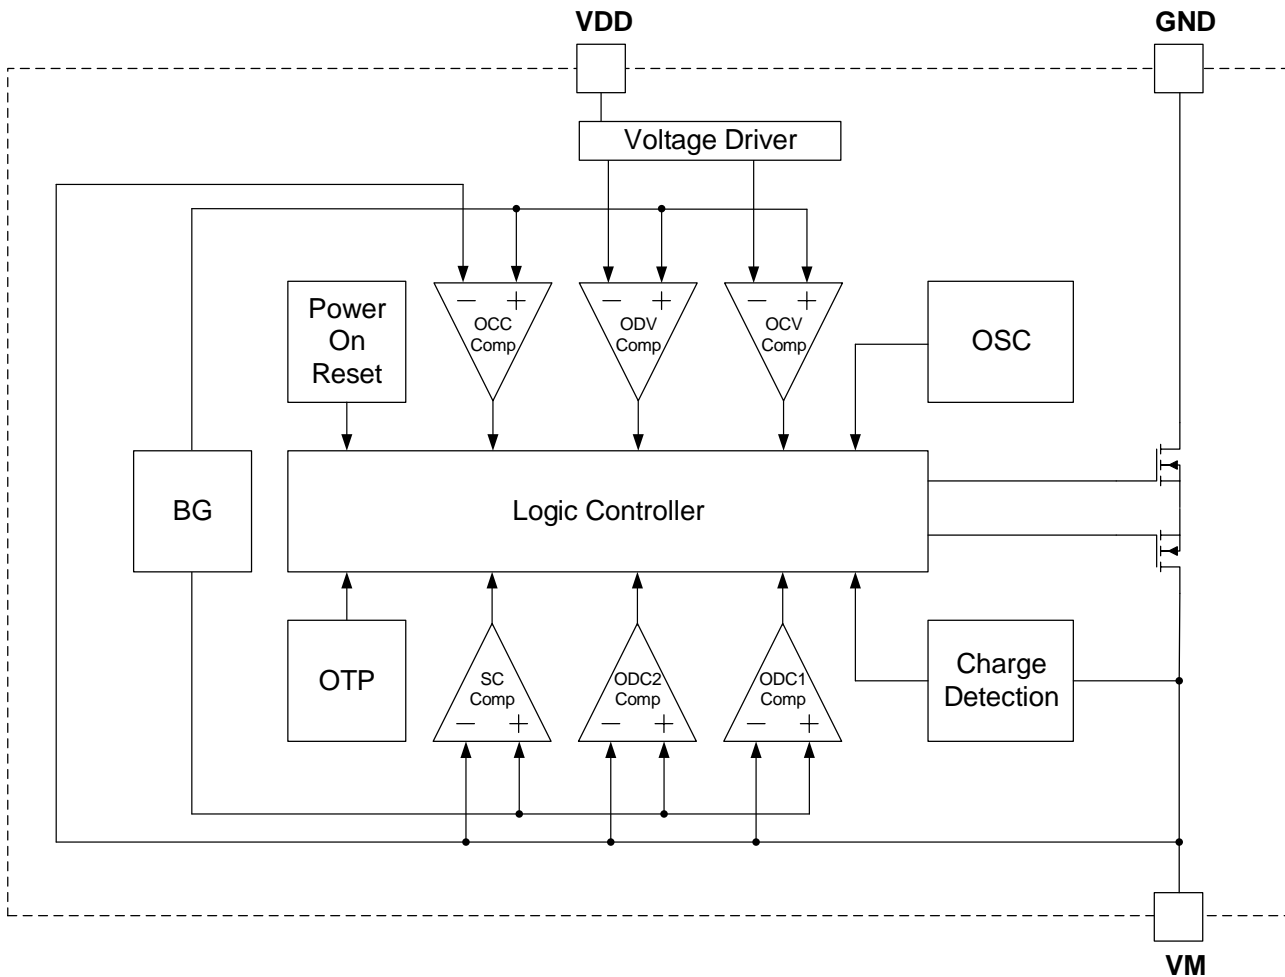 VDD
GND
Voltage Driver
Power
On
Reset
− +
OCC
Comp
− +
ODV
Comp
− +
OCV
Comp
OSC
BG
Logic Controller
OTP
SC
Comp
− +
ODC2
Comp
− +
ODC1
Comp
− +
Charge
Detection
VM